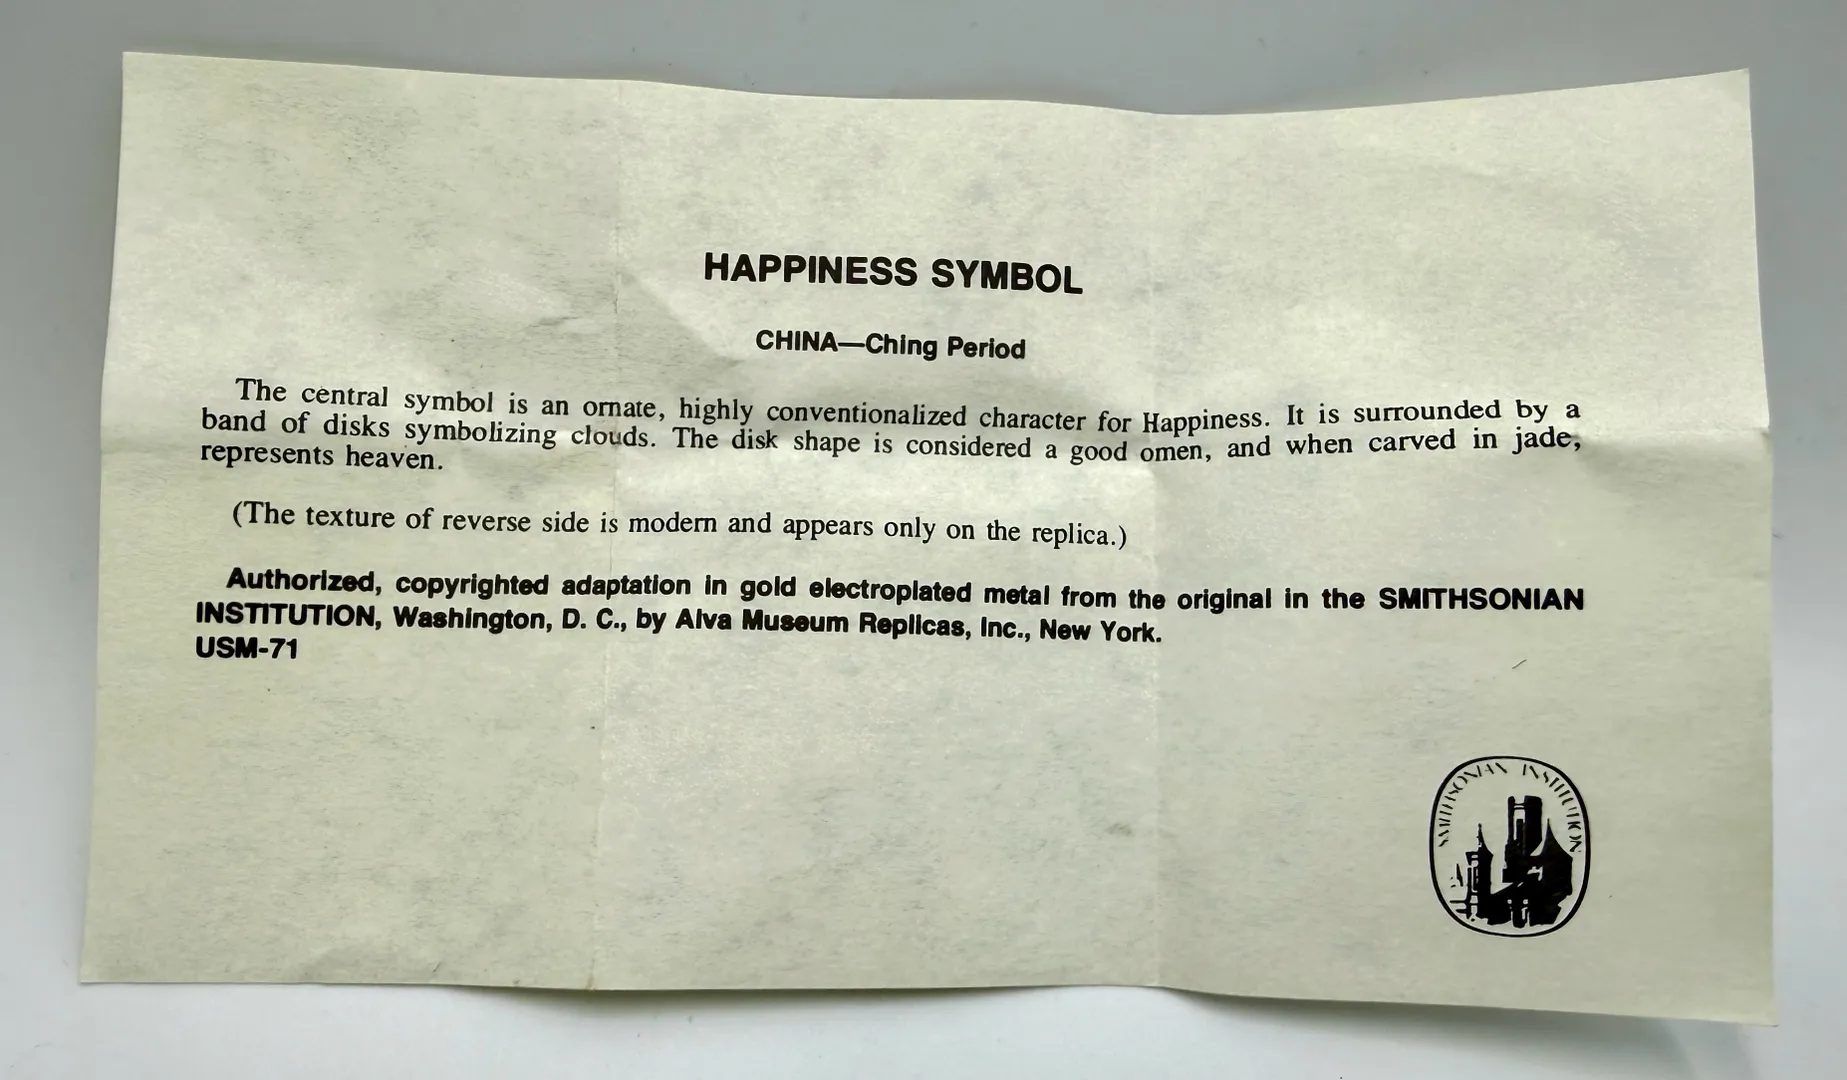 HAPPINESS SYMBOL
CHINA—Ching Period
The central symbol is an ornate, highly conventionalized character for Happiness. It is surrounded by a
band of disks symbolizing clouds. The disk shape is considered a good omen, and when carved in jade,
represents heaven.
(The texture of reverse side is modern and appears only on the replica.)
Authorized, copyrighted adaptation in gold electroplated metal from the original in the SMITHSONIAN
INSTITUTION, Washington, D. C., by Alva Museum Replicas, Inc., New York.
USM-71
SMITHSONIAN INSTITUTION